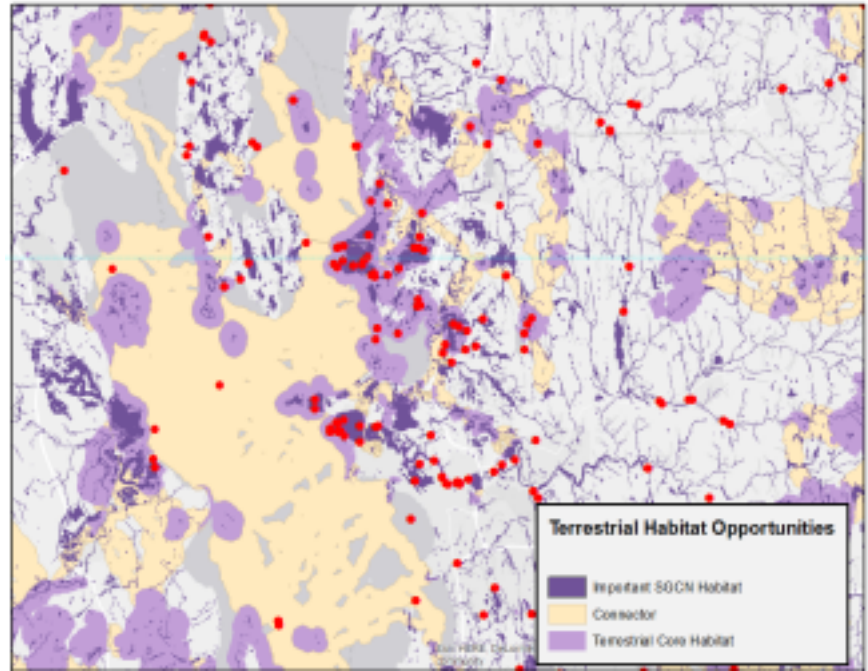 Terrestrial Habitat Opportunities
Important SGCN Habitat
Connector
Terrestrial Core Habitat